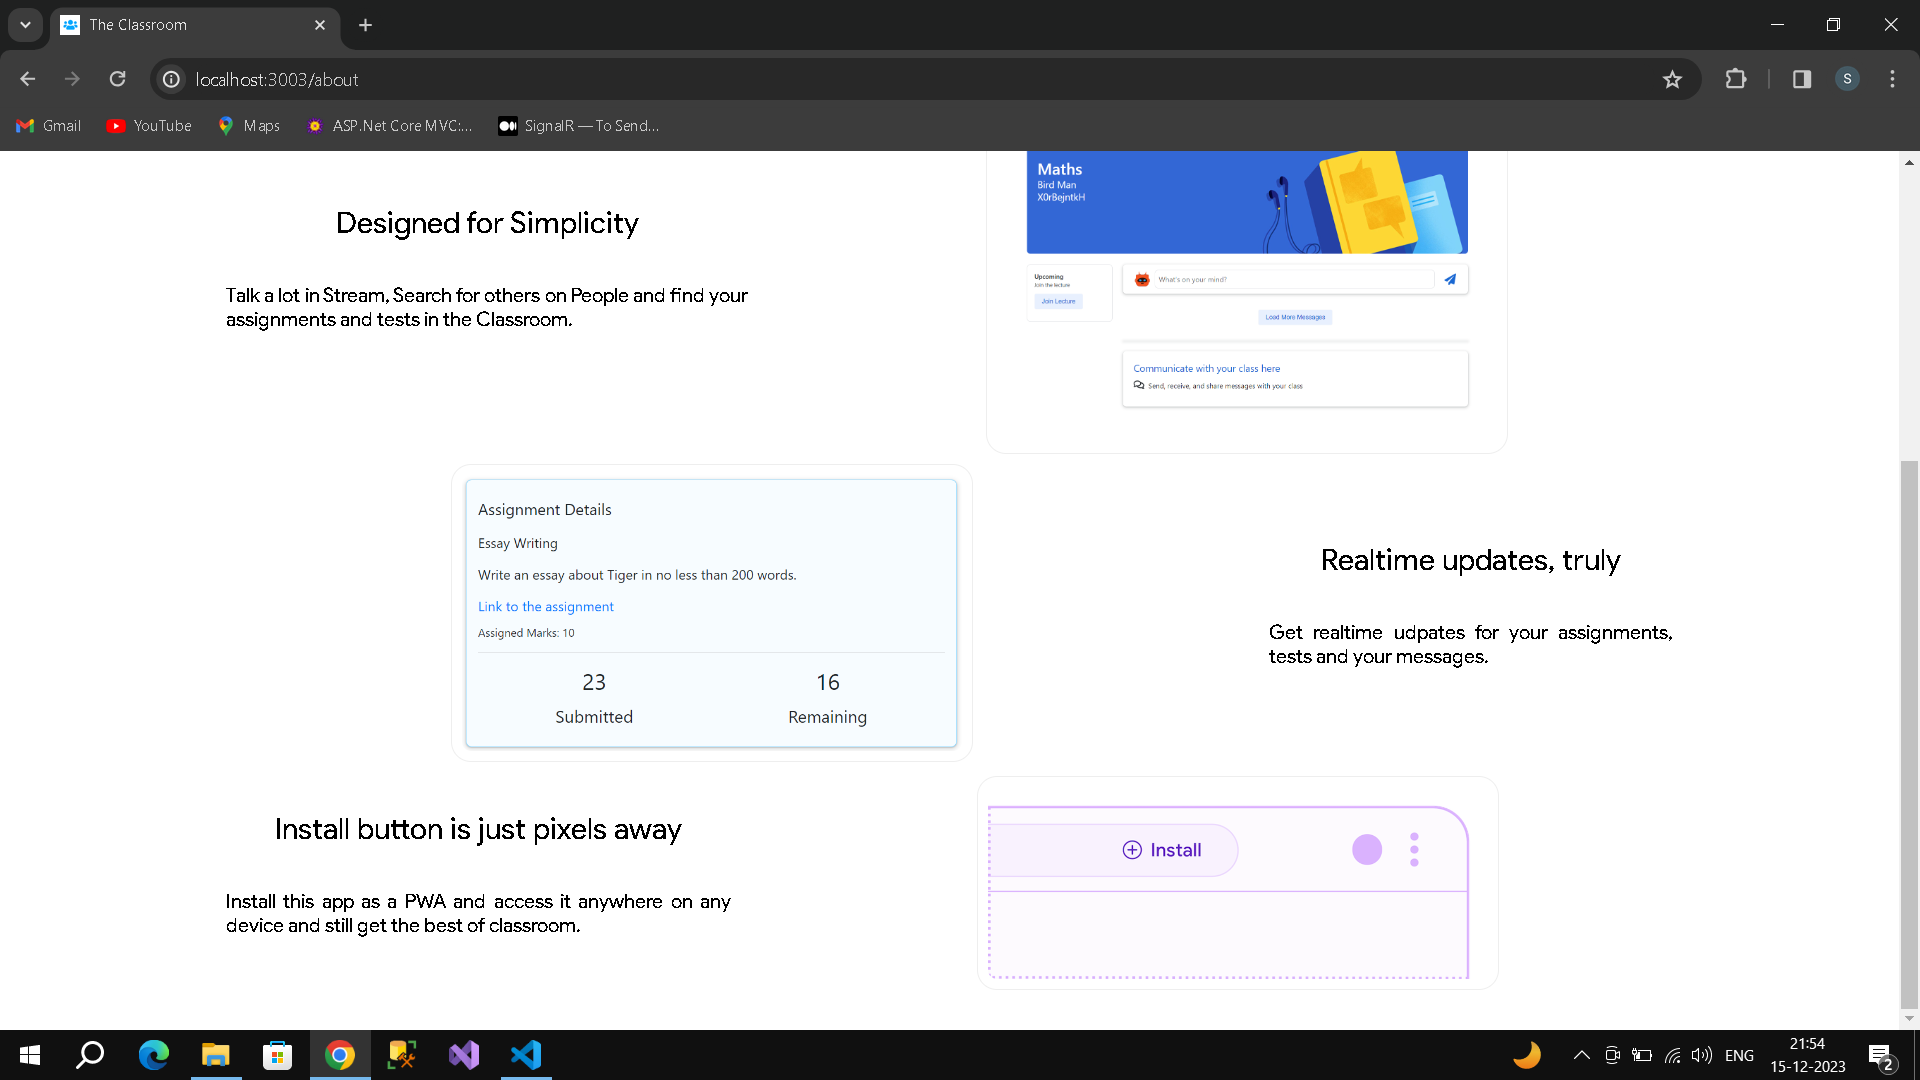 The Classroom
localhost:3003/about
S
Gmail
YouTube
Maps
ASP.Net Core MVC:...
SignalR — To Send...
Maths
Bird Man
X0rBejntkH
Designed for Simplicity
Talk a lot in Stream, Search for others on People and find your
assignments and tests in the Classroom.
Upcoming
Join the lecture
Join Lecture
What's on your mind?
Load More Messages
Communicate with your class here
Send, receive, and share messages with your class
Assignment Details
Essay Writing
Write an essay about Tiger in no less than 200 words.
Link to the assignment
Assigned Marks: 10
23
Submitted
16
Remaining
Realtime updates, truly
Get realtime udpates for your assignments,
tests and your messages.
Install button is just pixels away
Install this app as a PWA and access it anywhere on any
device and still get the best of classroom.
Install
ENG
21:54
15-12-2023
2